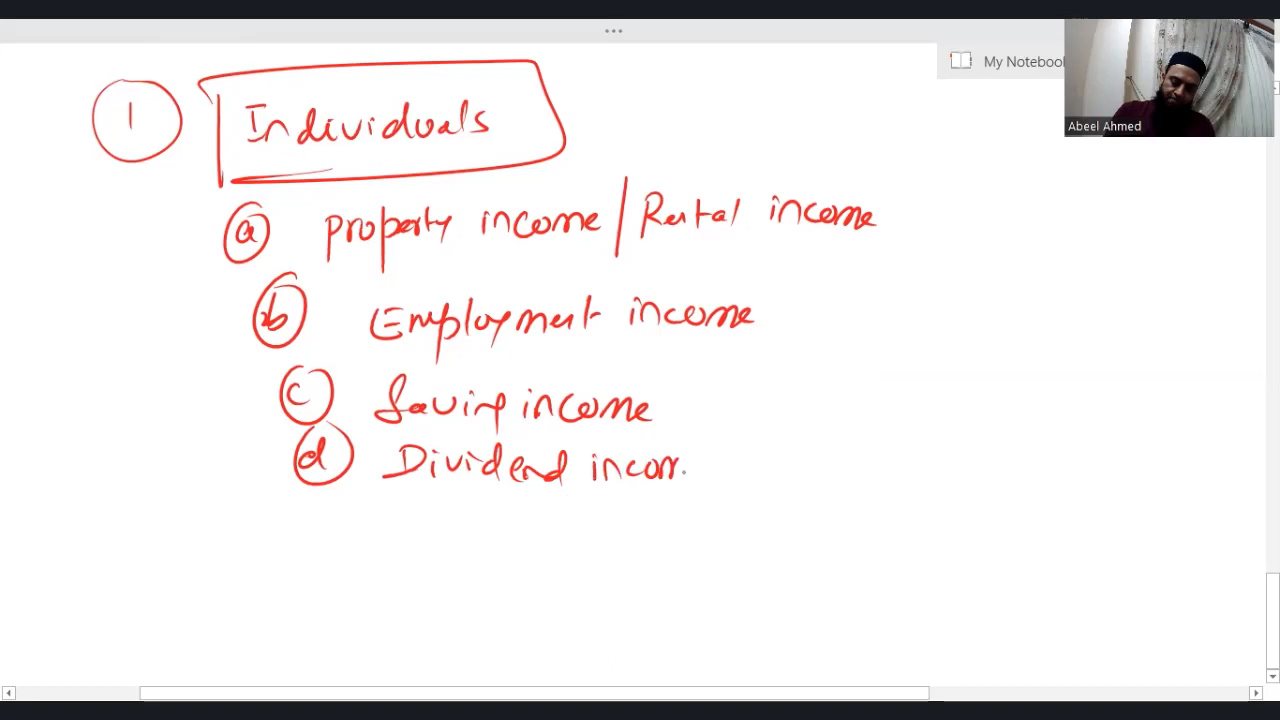 My Notebook
Abeel Ahmed
1 Individuals
a Property income / Rental income
b Employment income
c Saving income
d Dividend incom